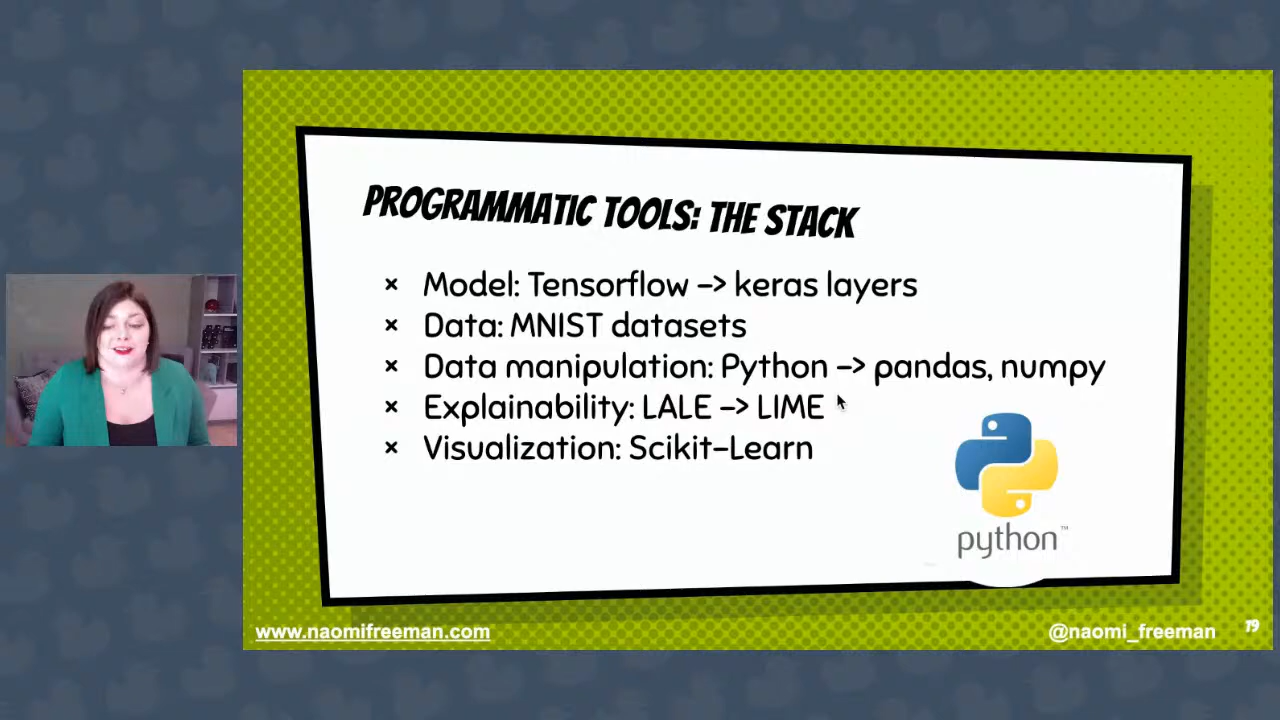 PROGRAMMATIC TOOLS: THE STACK
× Model: Tensorflow -> keras layers
× Data: MNIST datasets
× Data manipulation: Python -> pandas, numpy
× Explainability: LALE -> LIME
× Visualization: Scikit-Learn
python™
www.naomifreeman.com
@naomi_freeman
19